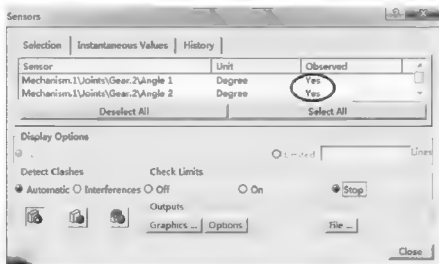 Sensors
Selection Instantaneous Values History
Sensor Unit Observed
Mechanism.1\Joints\Gear.2\Angle 1 Degree Yes
Mechanism.1\Joints\Gear.2\Angle 2 Degree Yes
Deselect All Select All
Display Options
Limited Lines
Detect Clashes Check Limits
Automatic Interferences Off On Stop
Outputs
Graphics ... Options File ...
Close